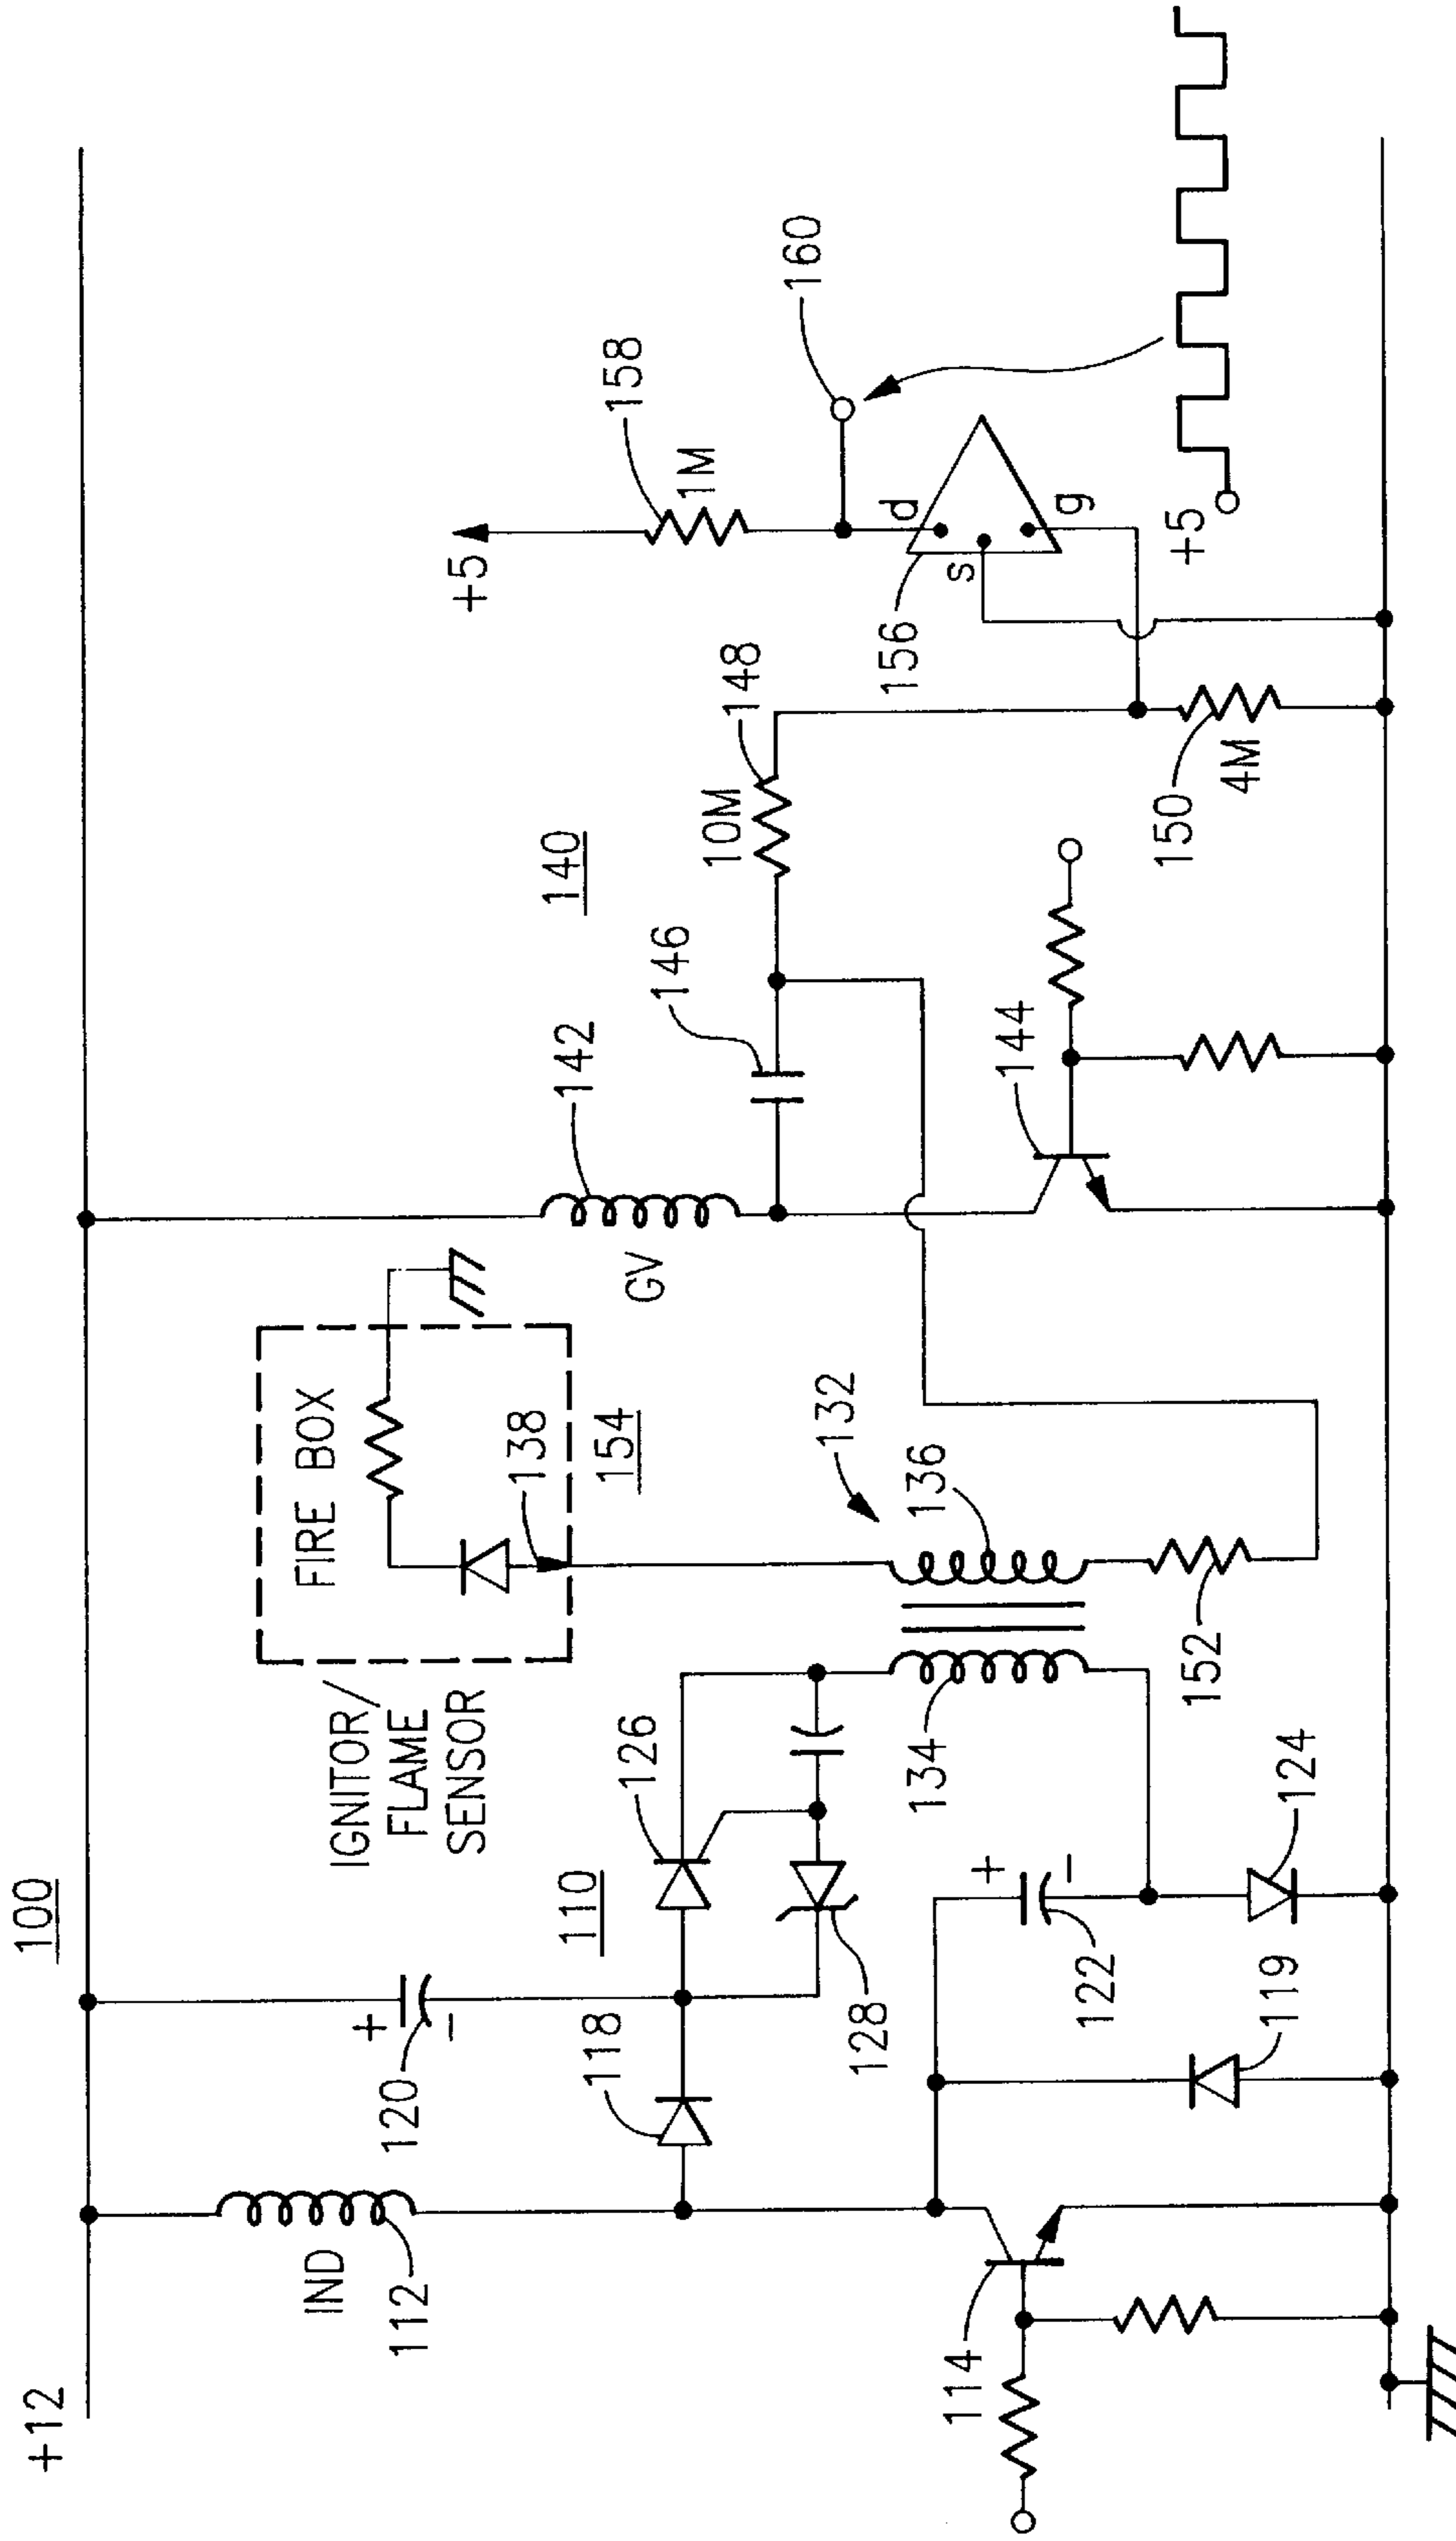 100
+12
IND
112
118
120
+
-
110
126
128
114
119
122
+
-
124
134
132
136
152
IGNITOR/
FLAME
SENSOR
FIRE BOX
138
154
GV
142
140
146
144
10M
148
150
4M
+5
158
1M
160
156
d
s
g
+5